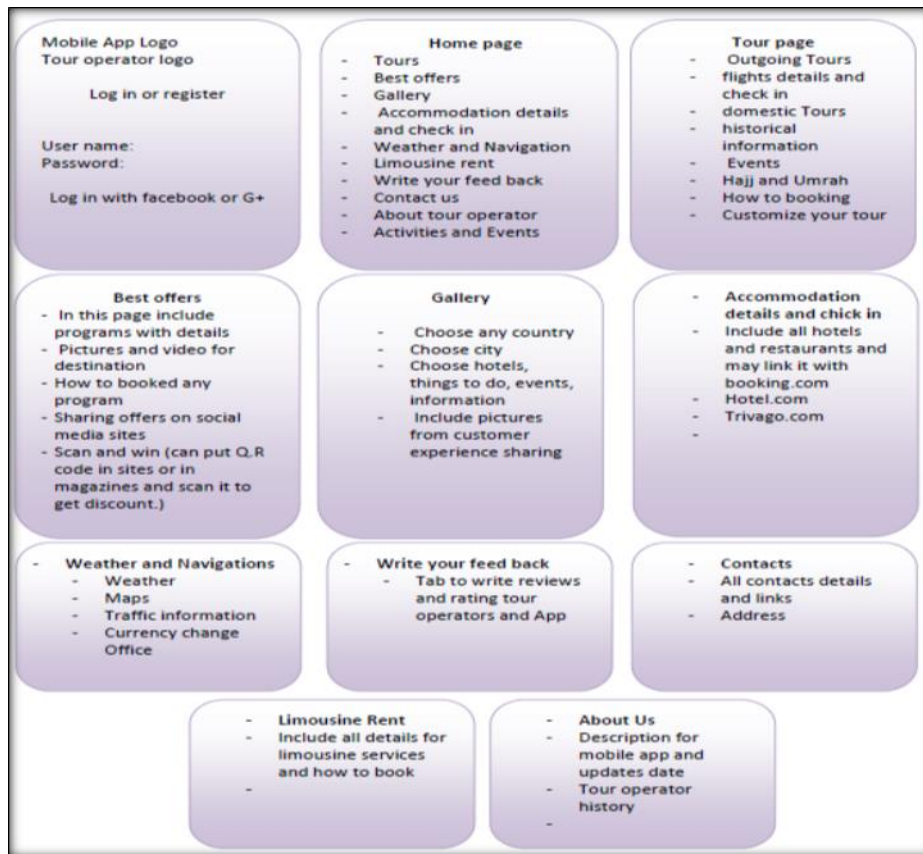 Mobile App Logo
Tour operator logo
Log in or register
User name:
Password:
Log in with facebook or G+
Home page
- Tours
- Best offers
- Gallery
- Accommodation details
and check in
- Weather and Navigation
- Limousine rent
- Write your feed back
- Contact us
- About tour operator
- Activities and Events
Tour page
- Outgoing Tours
- flights details and
check in
- domestic Tours
- historical
information
- Events
- Hajj and Umrah
- How to booking
- Customize your tour
Best offers
- In this page include
programs with details
- Pictures and video for
destination
- How to booked any
program
- Sharing offers on social
media sites
- Scan and win (can put Q.R
code in sites or in
magazines and scan it to
get discount.)
Gallery
- Choose any country
- Choose city
- Choose hotels,
things to do, events,
information
- Include pictures
from customer
experience sharing
- Accommodation
details and chick in
- Include all hotels
and restaurants and
may link it with
booking.com
- Hotel.com
- Trivago.com
-
- Weather and Navigations
- Weather
- Maps
- Traffic information
- Currency change
Office
- Write your feed back
- Tab to write reviews
and rating tour
operators and App
- Contacts
- All contacts details
and links
- Address
- Limousine Rent
- Include all details for
limousine services
and how to book
-
- About Us
- Description for
mobile app and
updates date
- Tour operator
history
-